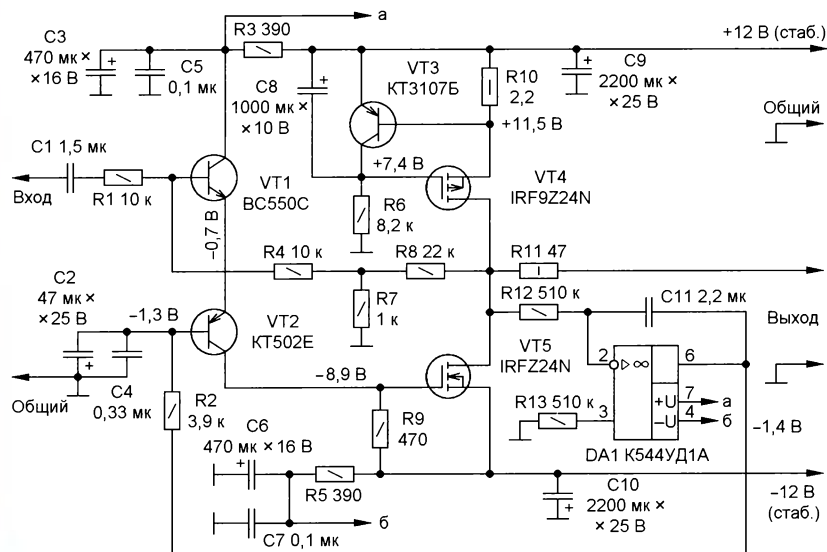 а
C3
470 мк ×
×16 В
C5
0,1 мк
R3 390
C8
1000 мк ×
×10 В
VT3
КТ3107Б
R10
2,2
C9
2200 мк ×
× 25 В
+12 В (стаб.)
Общий
+11,5 В
+7,4 В
C1 1,5 мк
Вход
R1 10 к
VT1
BC550C
VT4
IRF9Z24N
R6
8,2 к
–0,7 В
R4 10 к
R8 22 к
R11 47
C2
47 мк ×
×25 В
–1,3 В
R7
1 к
R12 510 к
C11 2,2 мк
VT2
КТ502Е
VT5
IRFZ24N
Выход
–8,9 В
2
▷ ∞
6
Общий
C4
0,33 мк
R2
3,9 к
R9
470
R13 510 к
3
+U
7
а
–U
4
б
–1,4 В
C6
470 мк ×16 В
DA1 К544УД1А
R5 390
C10
2200 мк ×
× 25 В
–12 В
(стаб.)
C7 0,1 мк
б